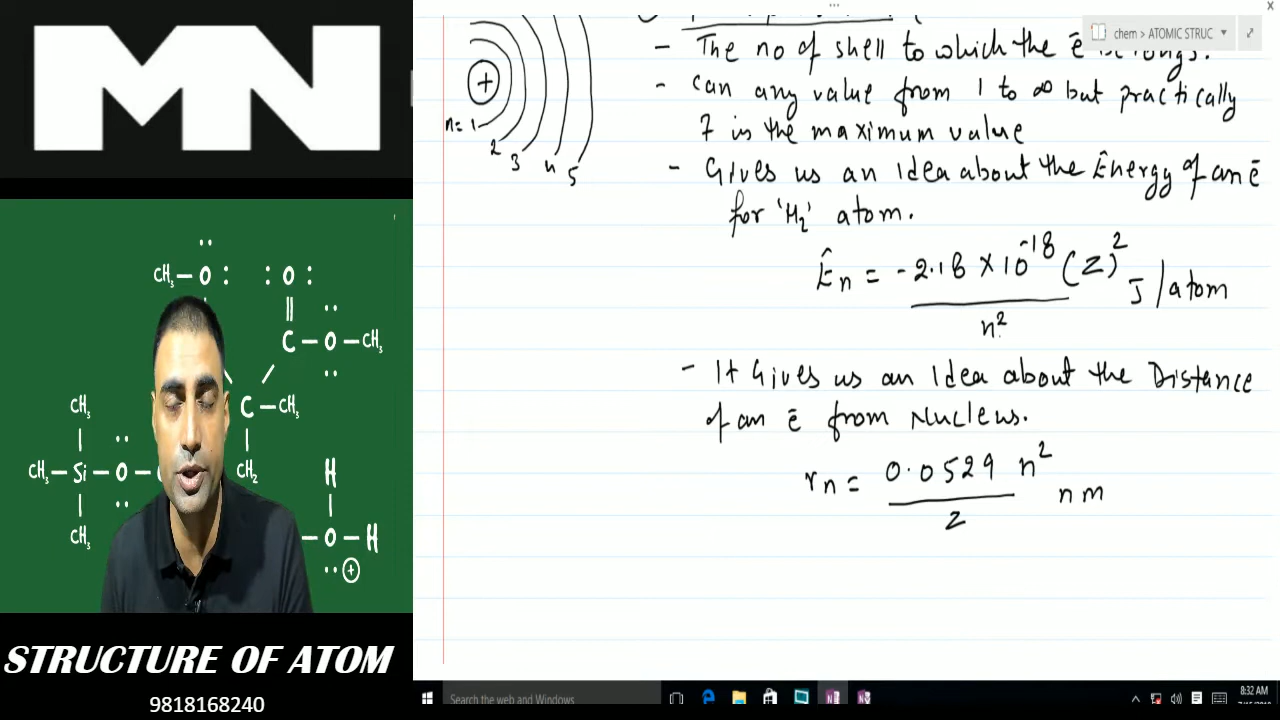 MN
CH3 – O :
: O :
C – O – CH3
CH3
C – CH3
CH3 – Si – O –
CH2
H
CH3
– O – H
STRUCTURE OF ATOM
9818168240
chem > ATOMIC STRUC
- The no of shell to which the ē belongs.
- Can any value from 1 to ∞ but practically
7 is the maximum value
- Gives us an idea about the Energy of an ē
for 'H2' atom.
En = -2.18 × 10^-18 (Z)^2 J/atom
n^2
- It Gives us an Idea about the Distance
of an ē from Nucleus.
rn = 0.0529 n^2 nm
Z
+
n=1
2
3
4
5
Search the web and Windows
8:32 AM